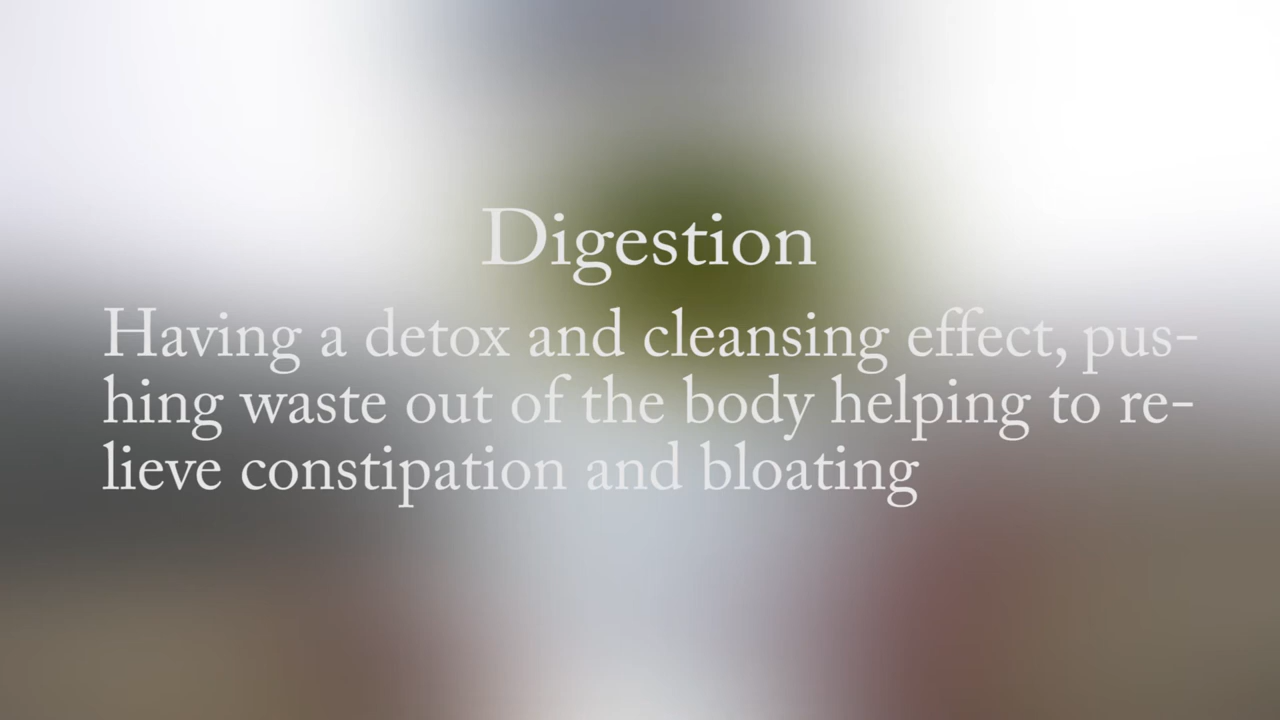 Digestion
Having a detox and cleansing effect, pus-
hing waste out of the body helping to re-
lieve constipation and bloating